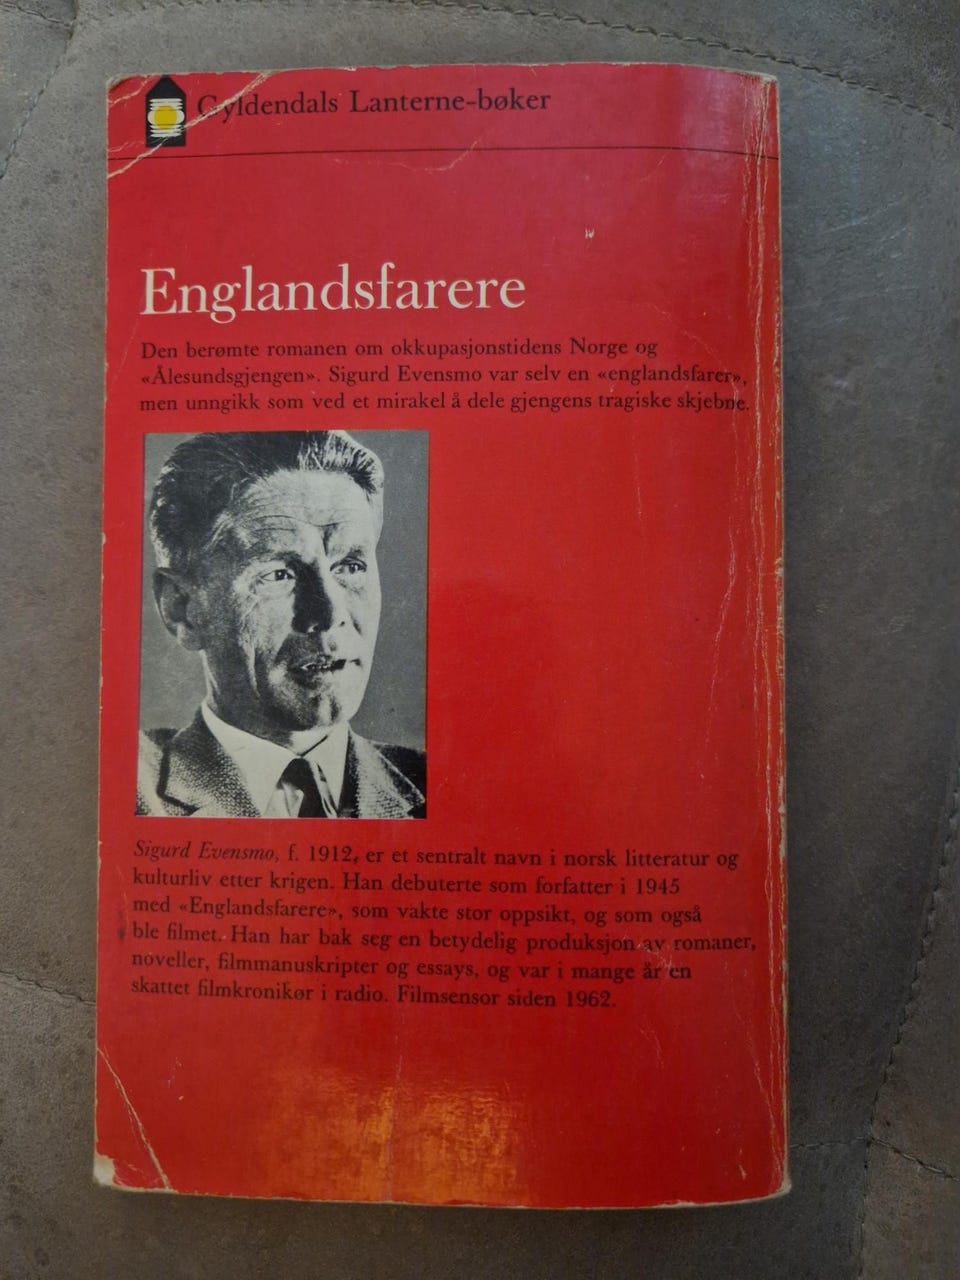 Gyldendals Lanterne-bøker
Englandsfarere
Den berømte romanen om okkupasjonstidens Norge og
«Ålesundsgjengen». Sigurd Evensmo var selv en «englandsfarer»,
men unngikk som ved et mirakel å dele gjengens tragiske skjebne.
Sigurd Evensmo, f. 1912, er et sentralt navn i norsk litteratur og
kulturliv etter krigen. Han debuterte som forfatter i 1945
med «Englandsfarere», som vakte stor oppsikt, og som også
ble filmet. Han har bak seg en betydelig produksjon av romaner,
noveller, filmmanuskripter og essays, og var i mange år en
skattet filmkronikør i radio. Filmsensor siden 1962.